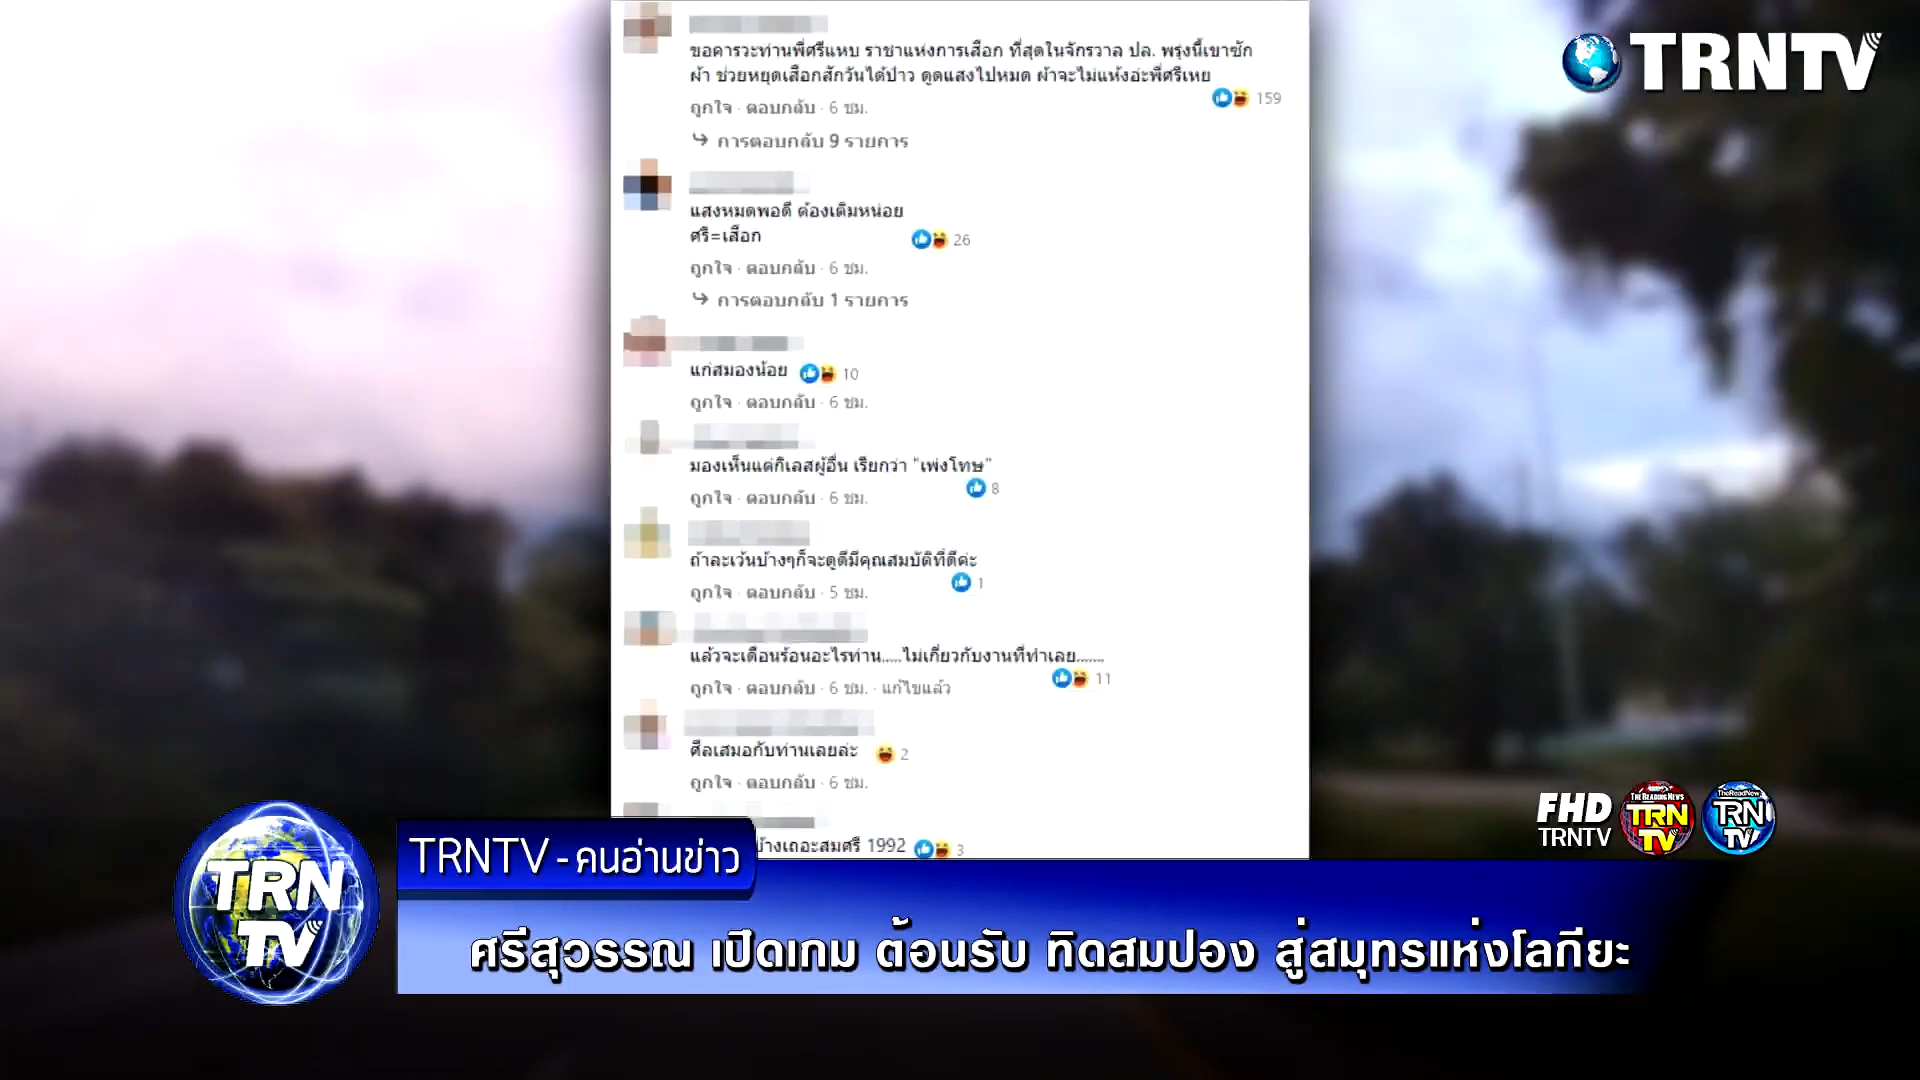 ขอคารวะท่านพี่ศรีแหบ ราชาแห่งการเสือก ที่สุดในจักรวาล ปล. พรุ่งนี้เขาซัก
ผ้า ช่วยหยุดเสือกสักวันได้ป่าว ดูดแสงไปหมด ผ้าจะไม่แห้งอ่ะพี่ศรีเหย
159
ถูกใจ · ตอบกลับ · 6 ชม.
การตอบกลับ 9 รายการ
แสงหมดพอดี ต้องเติมหน่อย
ศรี=เสือก
26
ถูกใจ · ตอบกลับ · 6 ชม.
การตอบกลับ 1 รายการ
แก่สมองน้อย
10
ถูกใจ · ตอบกลับ · 6 ชม.
มองเห็นแต่กิเลสผู้อื่น เรียกว่า "เพ่งโทษ"
8
ถูกใจ · ตอบกลับ · 6 ชม.
ถ้าละเว้นบ้างๆก็จะดูดีมีคุณสมบัติที่ดีค่ะ
1
ถูกใจ · ตอบกลับ · 5 ชม.
แล้วจะเดือนร้อนอะไรท่าน.....ไม่เกี่ยวกับงานที่ทำเลย.......
11
ถูกใจ · ตอบกลับ · 6 ชม. · แก้ไขแล้ว
ศีลเสมอกับท่านเลยล่ะ
2
ถูกใจ · ตอบกลับ · 6 ชม.
บ้างเถอะสมศรี 1992
3
TRNTV
FHD
TRNTV
THE READING NEWS
TRN
TV
TheReadNew
TRN
TV
TRN
TV
TRNTV - คนอ่านข่าว
ศรีสุวรรณ เปิดเกม ต้อนรับ ทิดสมปอง สู่สมุทรแห่งโลกียะ